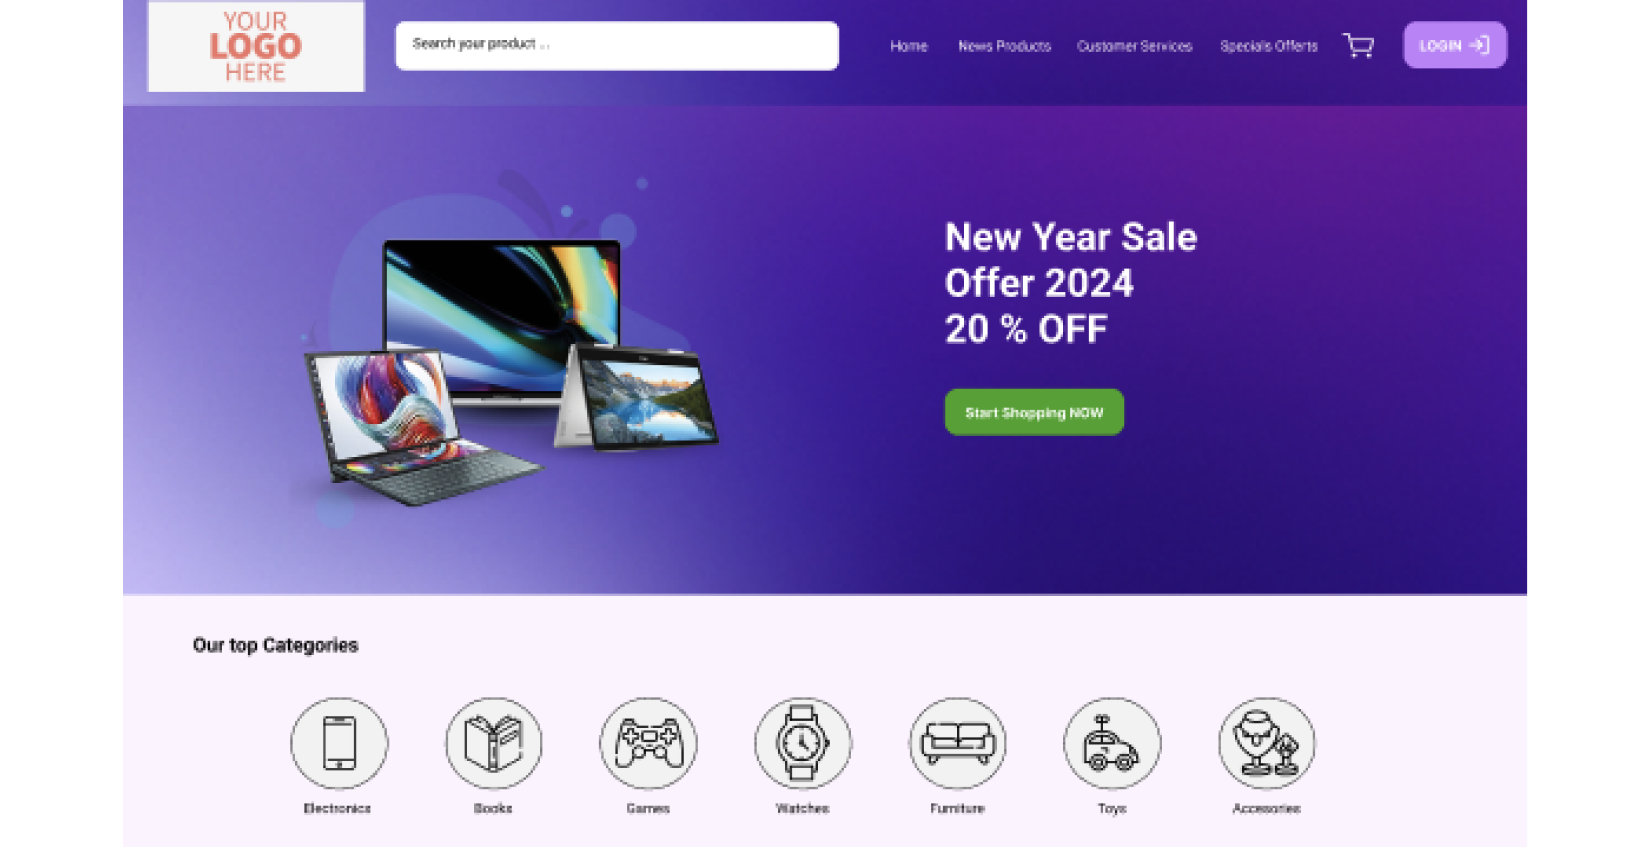 YOUR
LOGO
HERE
Search your product ...
Home
News Products
Customer Services
Specials Offerts
LOGIN
New Year Sale
Offer 2024
20 % OFF
Start Shopping NOW
Our top Categories
Electronics
Books
Games
Watches
Furniture
Toys
Accesories